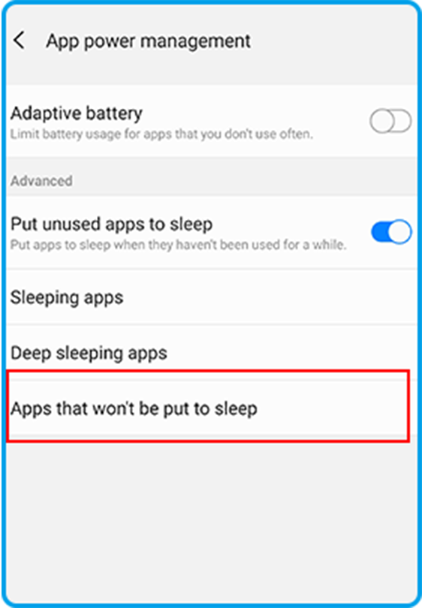 App power management
Adaptive battery
Limit battery usage for apps that you don't use often.
Advanced
Put unused apps to sleep
Put apps to sleep when they haven't been used for a while.
Sleeping apps
Deep sleeping apps
Apps that won't be put to sleep